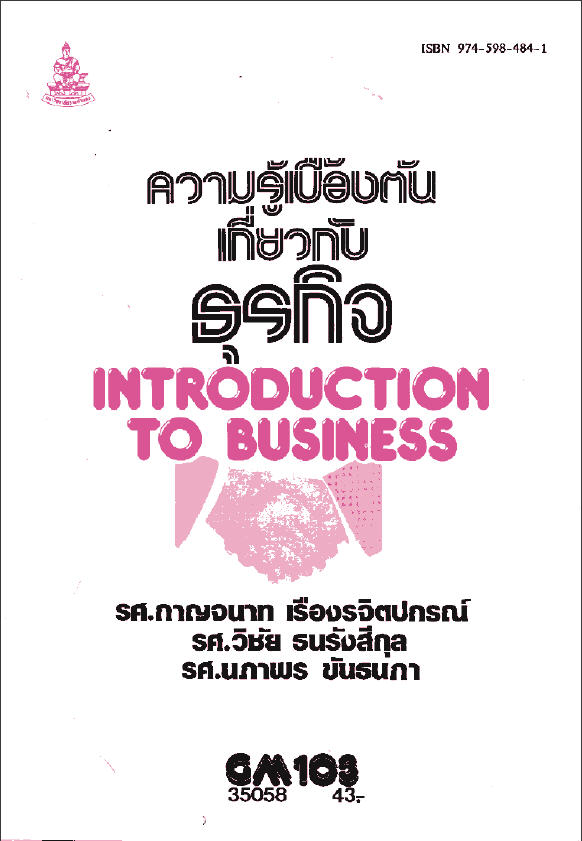 ISBN 974-598-484-1
ความรู้เบื้องต้น
เกี่ยวกับ
ธุรกิจ
INTRODUCTION
TO BUSINESS
รศ.กาญจนาท เรืองรจิตปกรณ์
รศ.วิชัย ธนรังสีกุล
รศ.นภาพร ขันธนภา
GM103
35058 43.-